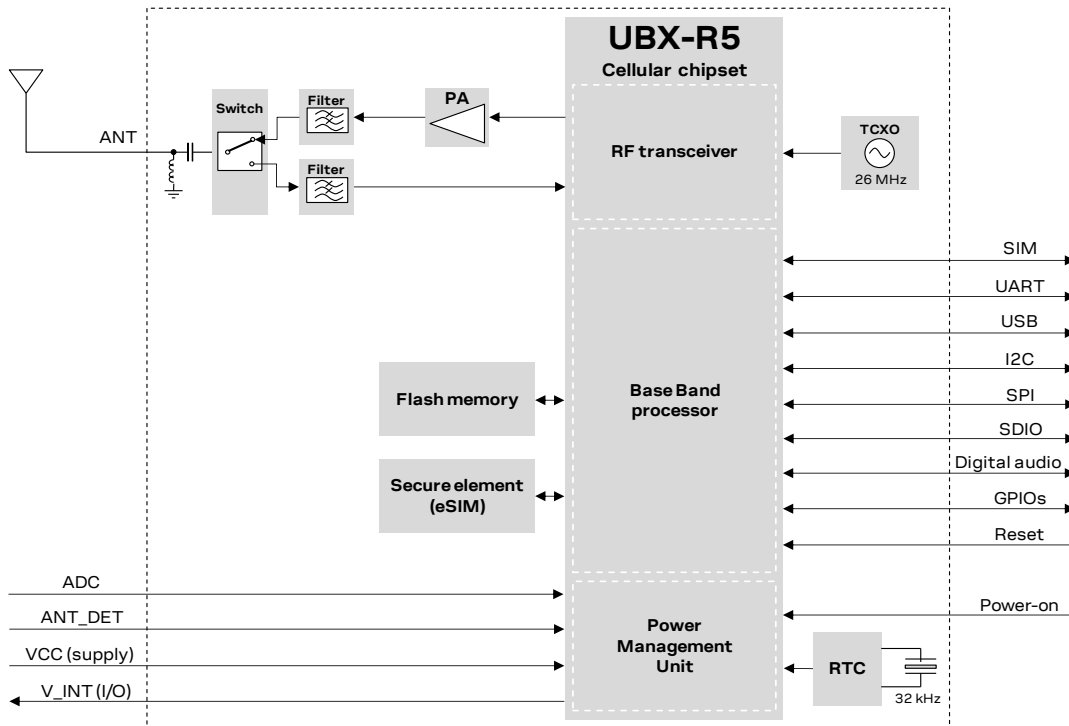 UBX-R5
Cellular chipset
PA
Filter
Switch
ANT
RF transceiver
TCXO
26 MHz
Filter
SIM
UART
USB
I2C
SPI
SDIO
Digital audio
GPIOs
Reset
Flash memory
Base Band
processor
Secure element
(eSIM)
ADC
ANT_DET
VCC (supply)
V_INT (I/O)
Power
Management
Unit
Power-on
RTC
32 kHz